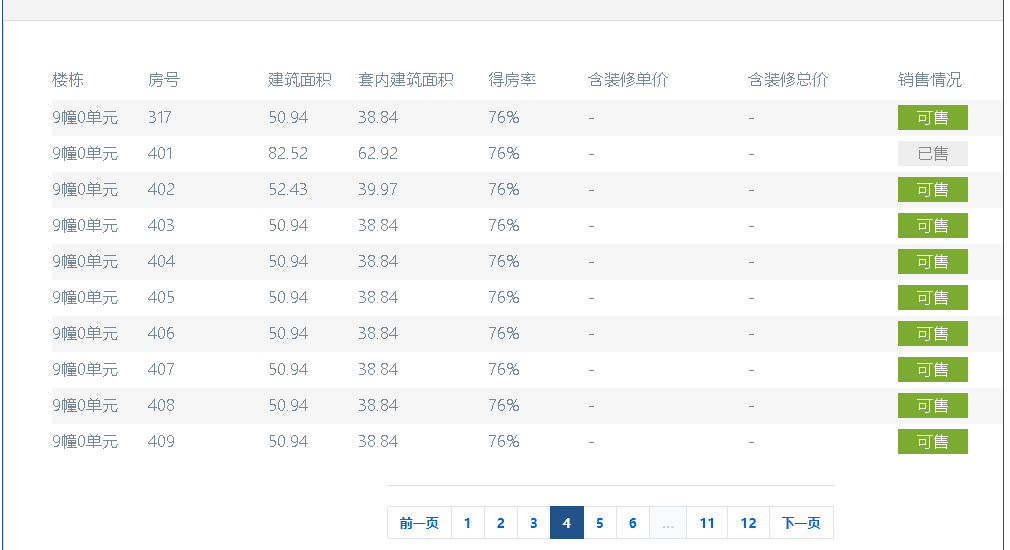 楼栋 房号 建筑面积 套内建筑面积 得房率 含装修单价 含装修总价 销售情况
9幢0单元 317 50.94 38.84 76% - - 可售
9幢0单元 401 82.52 62.92 76% - - 已售
9幢0单元 402 52.43 39.97 76% - - 可售
9幢0单元 403 50.94 38.84 76% - - 可售
9幢0单元 404 50.94 38.84 76% - - 可售
9幢0单元 405 50.94 38.84 76% - - 可售
9幢0单元 406 50.94 38.84 76% - - 可售
9幢0单元 407 50.94 38.84 76% - - 可售
9幢0单元 408 50.94 38.84 76% - - 可售
9幢0单元 409 50.94 38.84 76% - - 可售
前一页 1 2 3 4 5 6 ... 11 12 下一页